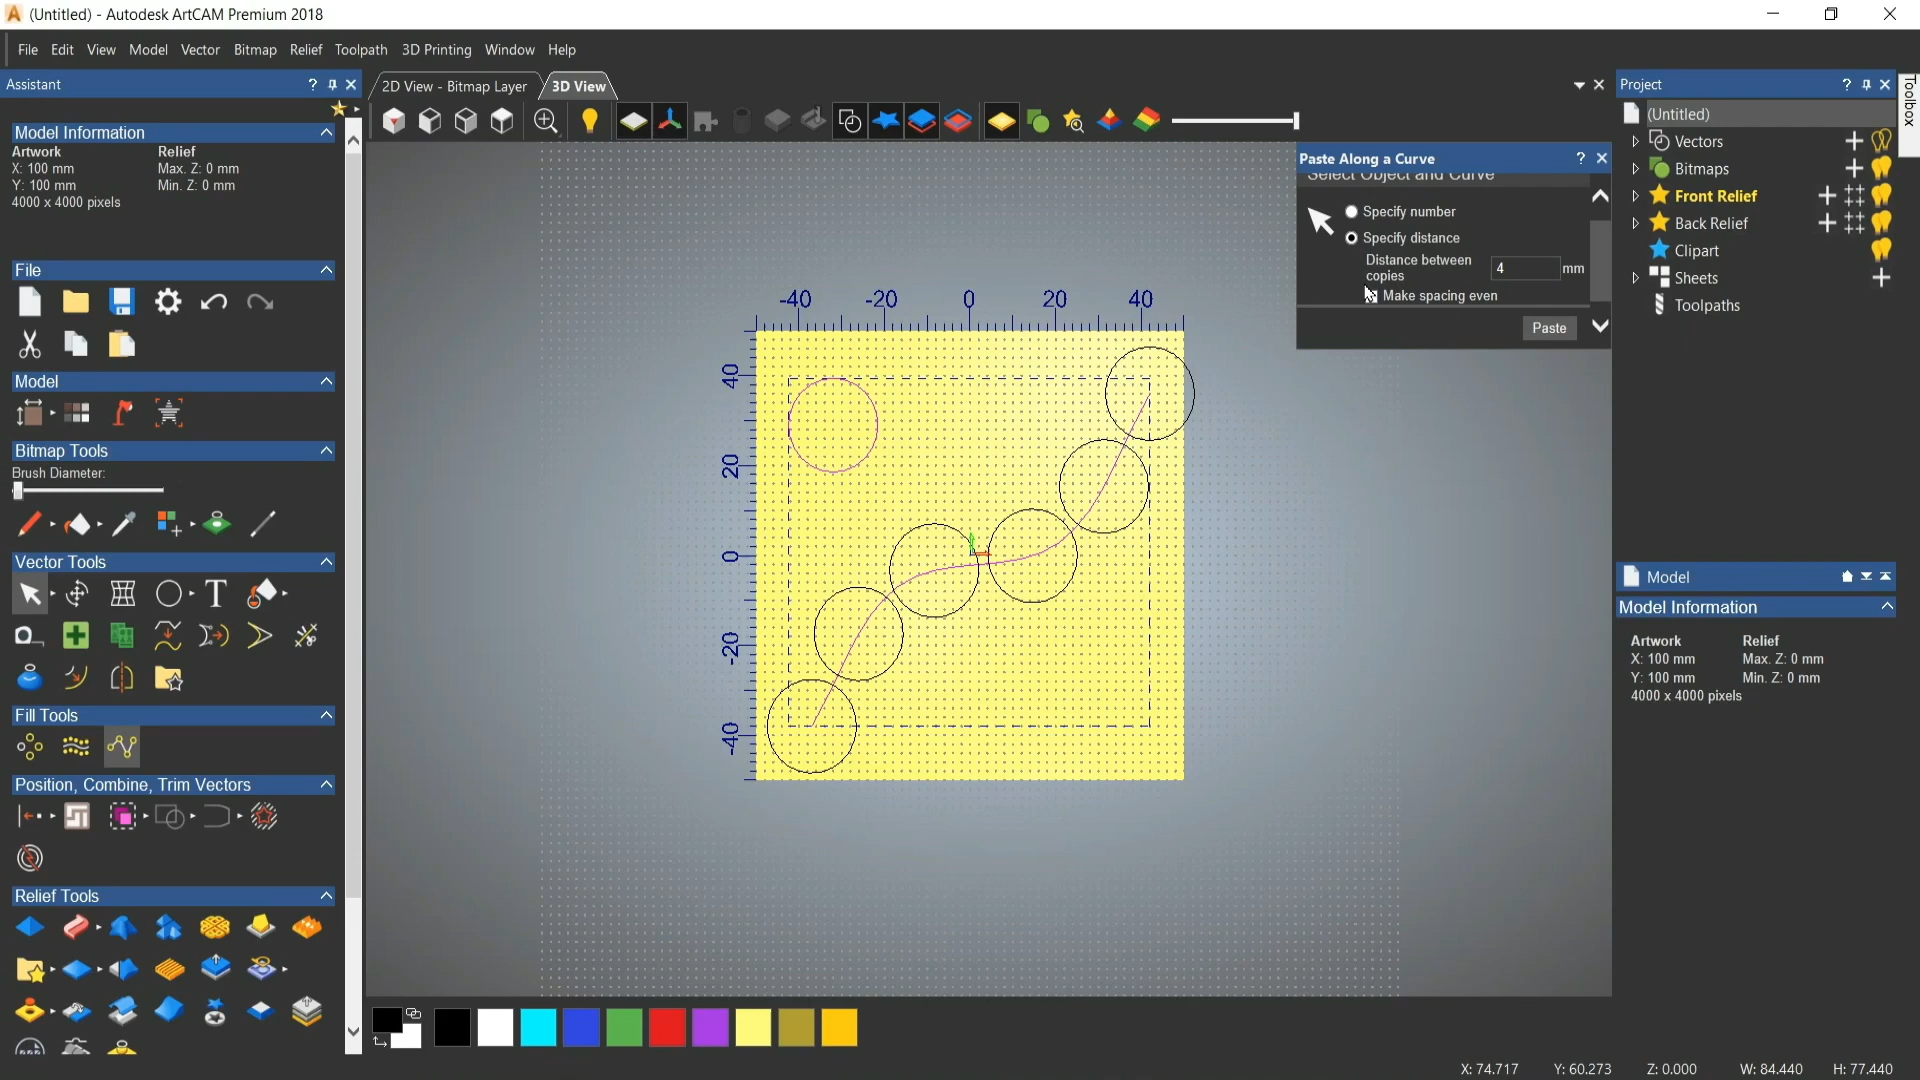 (Untitled) - Autodesk ArtCAM Premium 2018
File Edit View Model Vector Bitmap Relief Toolpath 3D Printing Window Help
Assistant
2D View - Bitmap Layer
3D View
Project
Toolbox
Model Information
Artwork Relief
X: 100 mm Max. Z: 0 mm
Y: 100 mm Min. Z: 0 mm
4000 x 4000 pixels
File
Model
Bitmap Tools
Brush Diameter:
Vector Tools
Fill Tools
Position, Combine, Trim Vectors
Relief Tools
-40 -20 0 20 40
40
20
0
-20
-40
Paste Along a Curve
Select Object and Curve
Specify number
Specify distance
Distance between copies 4 mm
Make spacing even
Paste
(Untitled)
Vectors
Bitmaps
Front Relief
Back Relief
Clipart
Sheets
Toolpaths
Model
Model Information
Artwork Relief
X: 100 mm Max. Z: 0 mm
Y: 100 mm Min. Z: 0 mm
4000 x 4000 pixels
X: 74.717 Y: 60.273 Z: 0.000 W: 84.440 H: 77.440